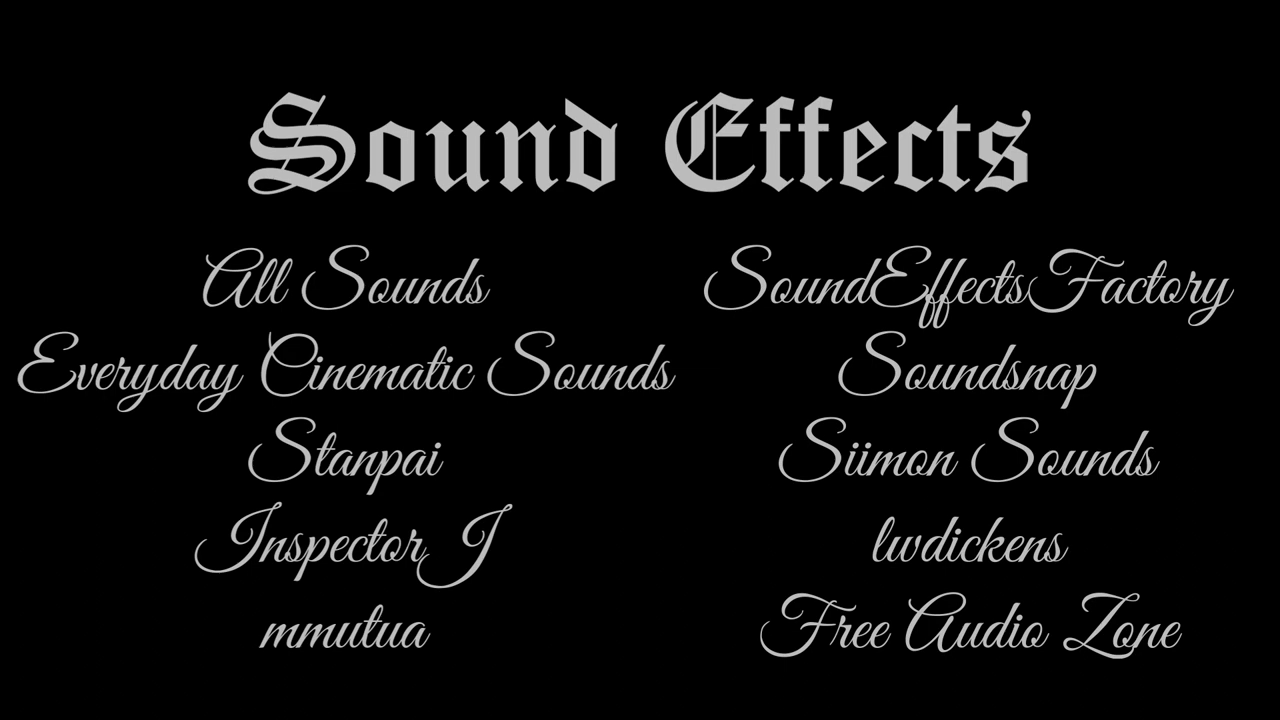 Sound Effects
All Sounds
Everyday Cinematic Sounds
Stanpai
InspectorJ
mmutua
SoundEffectsFactory
Soundsnap
Siimon Sounds
lwdickens
Free Audio Zone